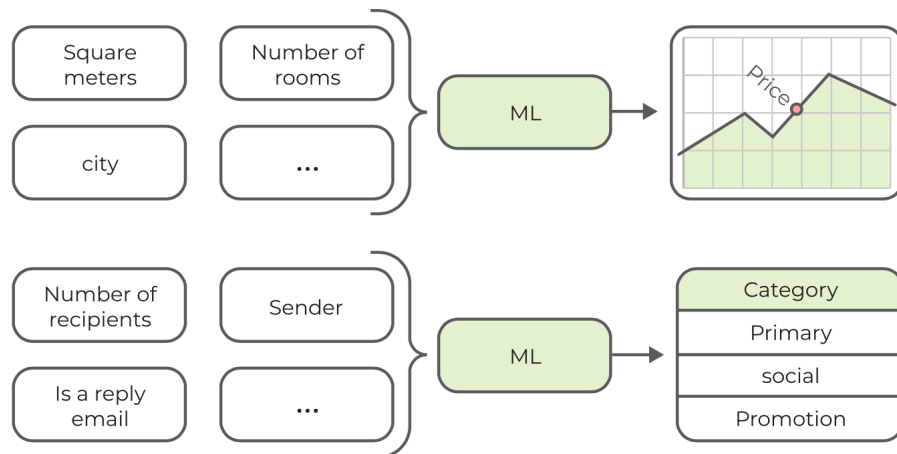 Square
meters
Number of
rooms
city
...
ML
Price
Number of
recipients
Sender
Is a reply
email
...
ML
Category
Primary
social
Promotion